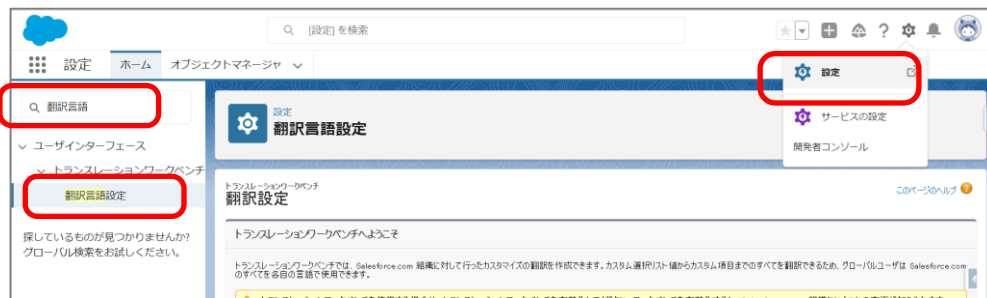 [設定] を検索
設定
ホーム
オブジェクトマネージャ
設定
サービスの設定
開発者コンソール
翻訳言語
ユーザインターフェース
トランスレーションワークベンチ
翻訳言語設定
探しているものが見つかりませんか?
グローバル検索をお試しください。
設定
翻訳言語設定
トランスレーションワークベンチ
翻訳設定
このページのヘルプ
トランスレーションワークベンチへようこそ
トランスレーションワークベンチでは、Salesforce.com 組織に対して行ったカスタマイズの翻訳を作成できます。カスタム選択リスト値からカスタム項目までのすべてを翻訳できるため、グローバルユーザは Salesforce.com
のすべてを各自の言語で使用できます。